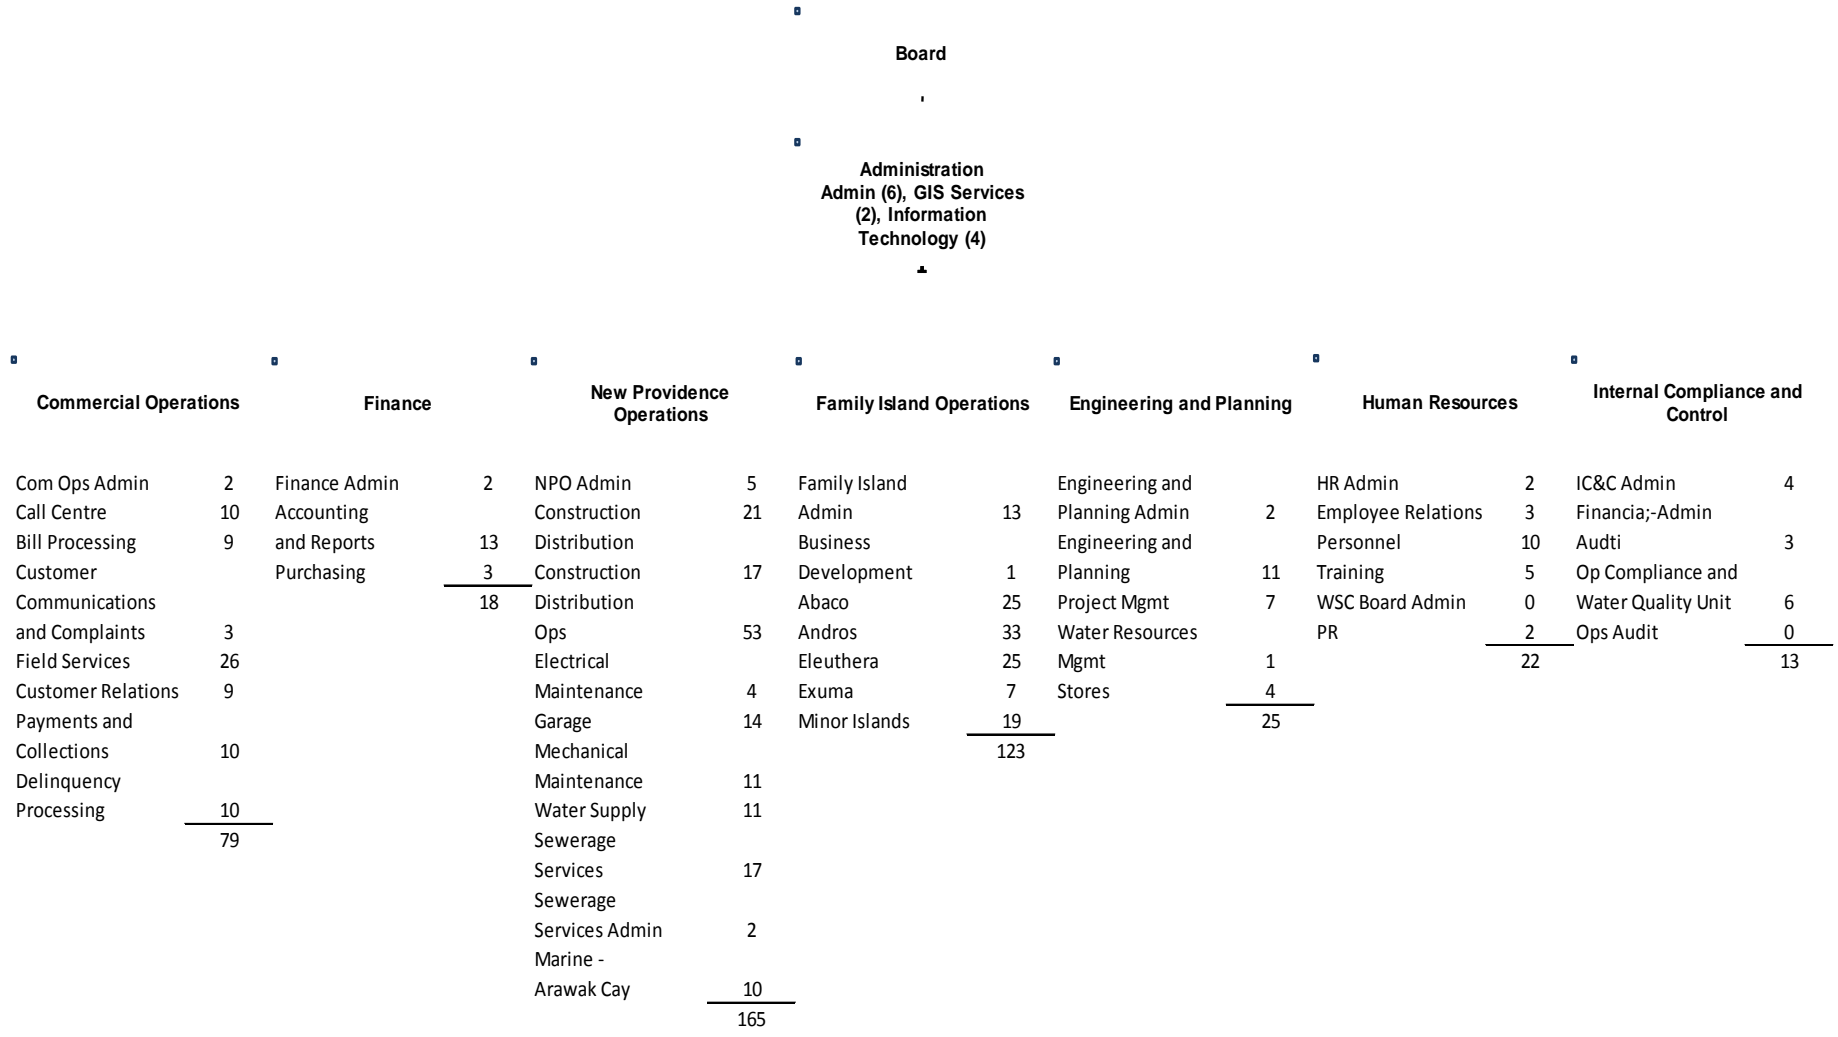 Board
Administration
Admin (6), GIS Services
(2), Information
Technology (4)
Commercial Operations
Com Ops Admin 2
Call Centre 10
Bill Processing 9
Customer
Communications
and Complaints 3
Field Services 26
Customer Relations 9
Payments and
Collections 10
Delinquency
Processing 10
79
Finance
Finance Admin 2
Accounting
and Reports 13
Purchasing 3
18
New Providence
Operations
NPO Admin 5
Construction 21
Distribution
Construction 17
Distribution
Ops 53
Electrical
Maintenance 4
Garage 14
Mechanical
Maintenance 11
Water Supply 11
Sewerage
Services 17
Sewerage
Services Admin 2
Marine -
Arawak Cay 10
165
Family Island Operations
Family Island
Admin 13
Business
Development 1
Abaco 25
Andros 33
Eleuthera 25
Exuma 7
Minor Islands 19
123
Engineering and Planning
Engineering and
Planning Admin 2
Engineering and
Planning 11
Project Mgmt 7
Water Resources
Mgmt 1
Stores 4
25
Human Resources
HR Admin 2
Employee Relations 3
Personnel 10
Training 5
WSC Board Admin 0
PR 2
22
Internal Compliance and
Control
IC&C Admin 4
Financia;-Admin
Audti 3
Op Compliance and
Water Quality Unit 6
Ops Audit 0
13